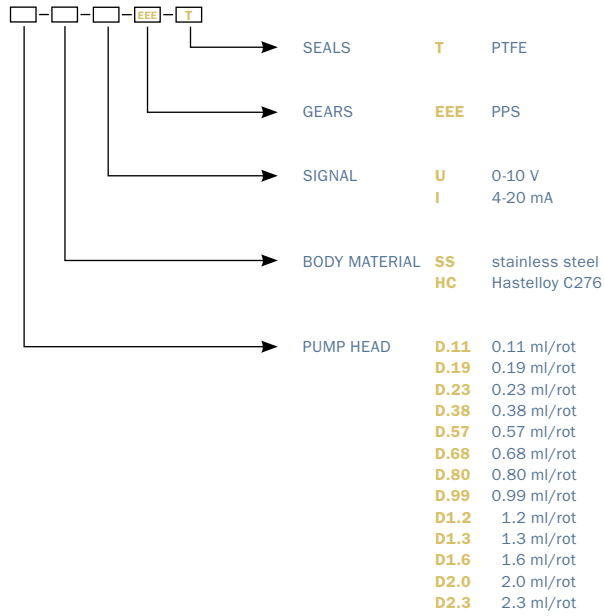 EEE T
SEALS T PTFE
GEARS EEE PPS
SIGNAL U 0-10 V
I 4-20 mA
BODY MATERIAL SS stainless steel
HC Hastelloy C276
PUMP HEAD D.11 0.11 ml/rot
D.19 0.19 ml/rot
D.23 0.23 ml/rot
D.38 0.38 ml/rot
D.57 0.57 ml/rot
D.68 0.68 ml/rot
D.80 0.80 ml/rot
D.99 0.99 ml/rot
D1.2 1.2 ml/rot
D1.3 1.3 ml/rot
D1.6 1.6 ml/rot
D2.0 2.0 ml/rot
D2.3 2.3 ml/rot